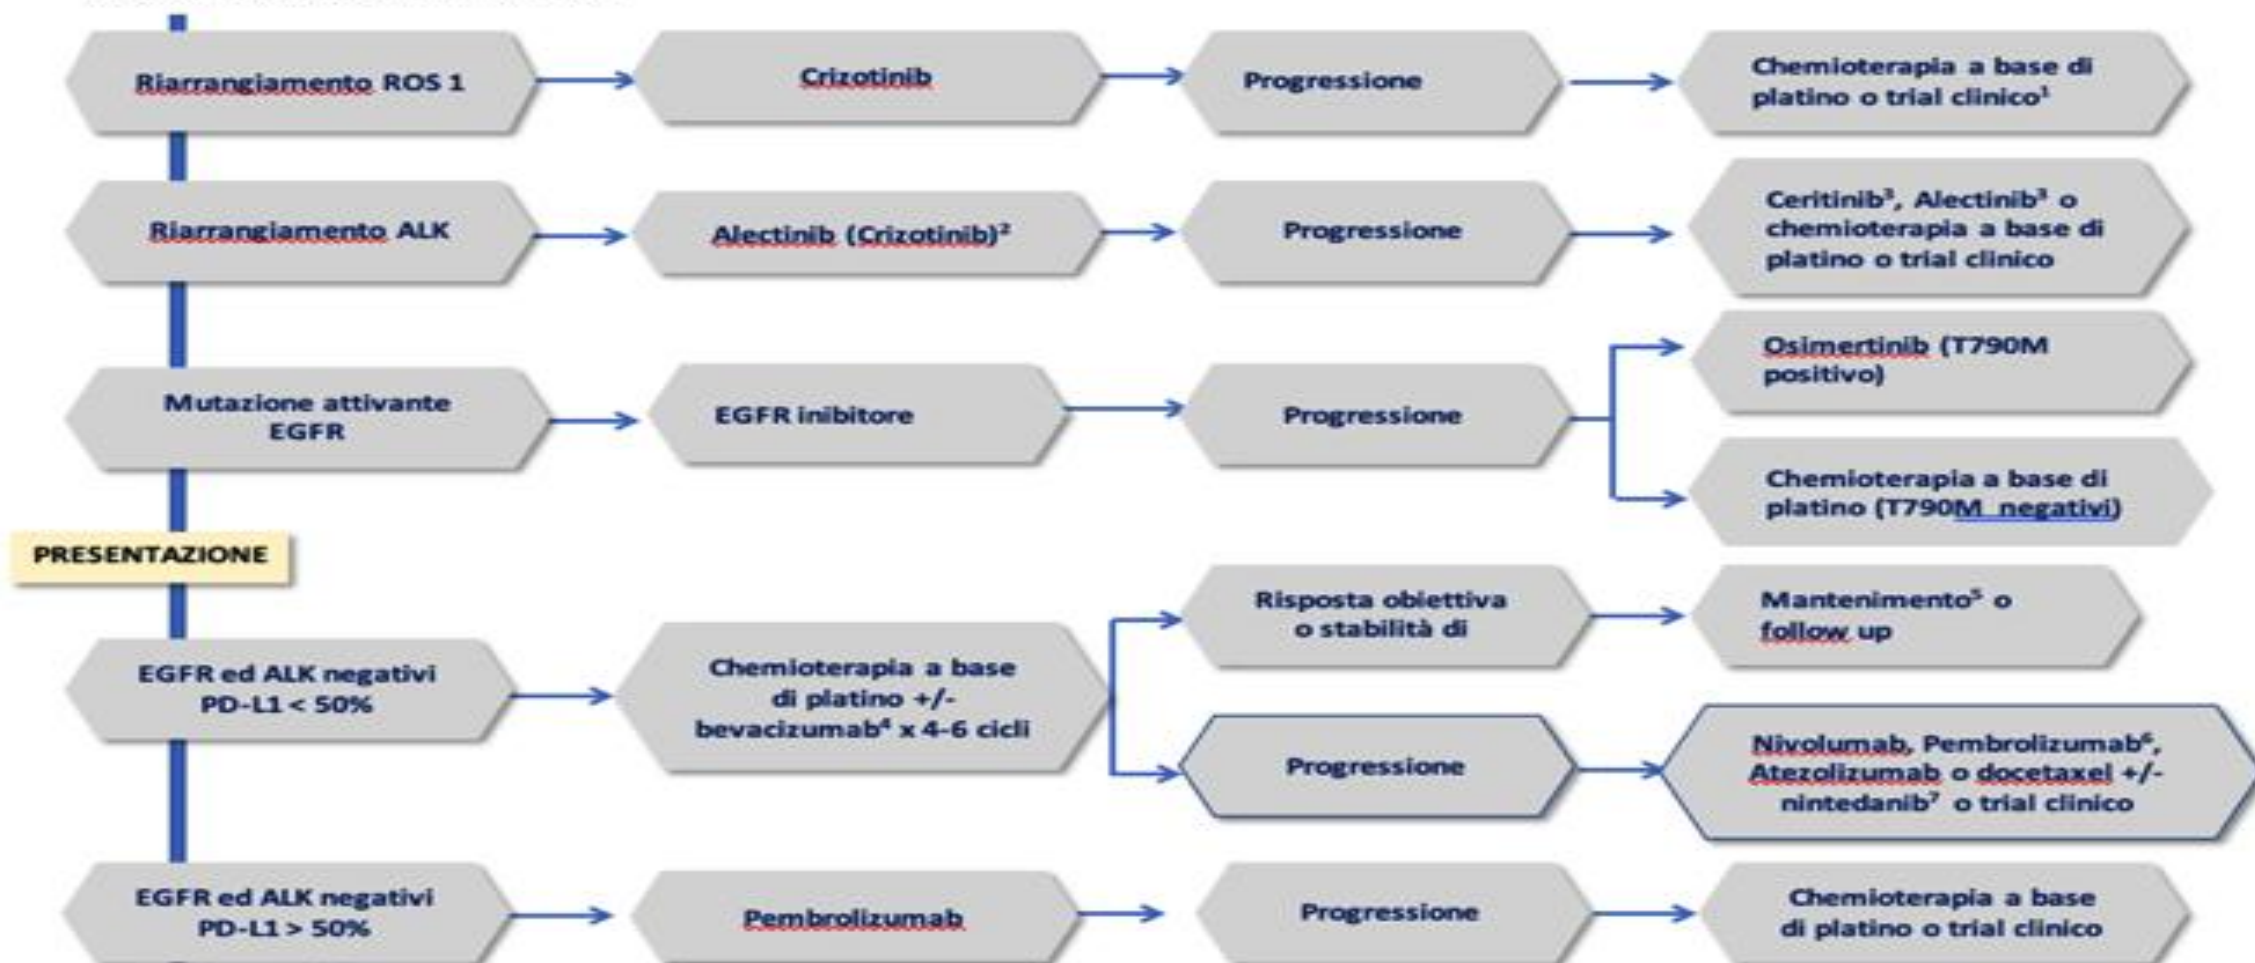 Riarrangiamento ROS 1
Crizotinib
Progressione
Chemioterapia a base di
platino o trial clinico¹
Riarrangiamento ALK
Alectinib (Crizotinib)²
Progressione
Ceritinib³, Alectinib³ o
chemioterapia a base di
platino o trial clinico
Mutazione attivante
EGFR
EGFR inibitore
Progressione
Osimertinib (T790M
positivo)
Chemioterapia a base di
platino (T790M negativi)
PRESENTAZIONE
EGFR ed ALK negativi
PD-L1 < 50%
Chemioterapia a base
di platino +/-
bevacizumab⁴ x 4-6 cicli
Risposta obiettiva
o stabilità di
Mantenimento⁵ o
follow up
Progressione
Nivolumab, Pembrolizumab⁶,
Atezolizumab o docetaxel +/-
nintedanib⁷ o trial clinico
EGFR ed ALK negativi
PD-L1 > 50%
Pembrolizumab
Progressione
Chemioterapia a base
di platino o trial clinico